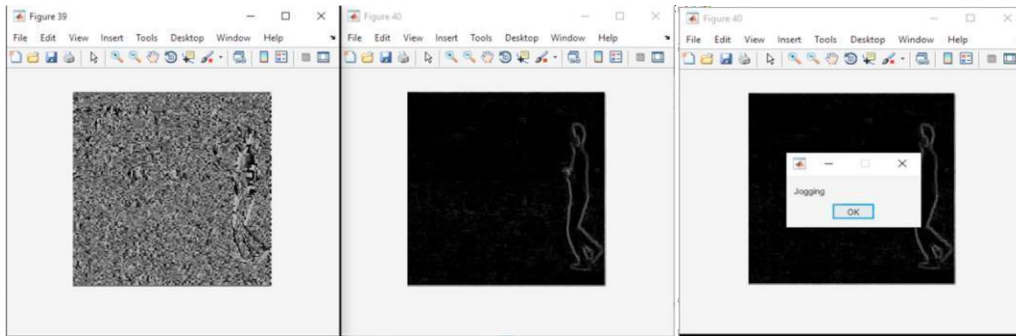 Figure 39
File Edit View Insert Tools Desktop Window Help
Figure 40
File Edit View Insert Tools Desktop Window Help
Figure 40
File Edit View Insert Tools Desktop Window Help
Jogging
OK